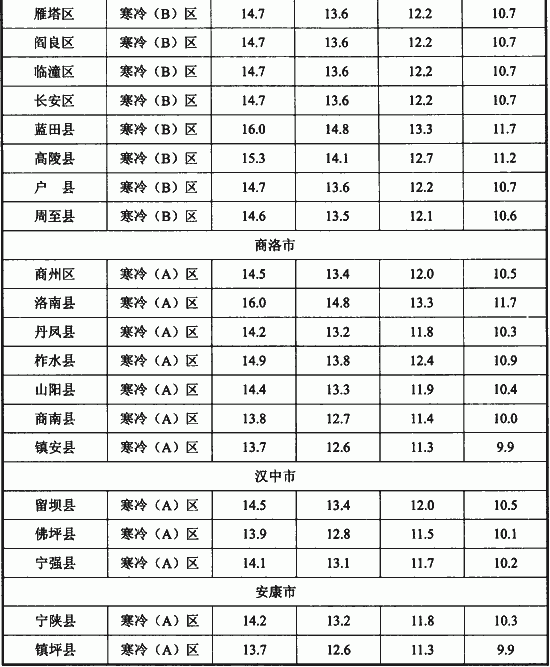 雁塔区 寒冷（B）区 14.7 13.6 12.2 10.7
阎良区 寒冷（B）区 14.7 13.6 12.2 10.7
临潼区 寒冷（B）区 14.7 13.6 12.2 10.7
长安区 寒冷（B）区 14.7 13.6 12.2 10.7
蓝田县 寒冷（B）区 16.0 14.8 13.3 11.7
高陵县 寒冷（B）区 15.3 14.1 12.7 11.2
户 县 寒冷（B）区 14.7 13.6 12.2 10.7
周至县 寒冷（B）区 14.6 13.5 12.1 10.6
商洛市
商州区 寒冷（A）区 14.5 13.4 12.0 10.5
洛南县 寒冷（A）区 16.0 14.8 13.3 11.7
丹凤县 寒冷（A）区 14.2 13.2 11.8 10.3
柞水县 寒冷（A）区 14.9 13.8 12.4 10.9
山阳县 寒冷（A）区 14.4 13.3 11.9 10.4
商南县 寒冷（A）区 13.8 12.7 11.4 10.0
镇安县 寒冷（A）区 13.7 12.6 11.3 9.9
汉中市
留坝县 寒冷（A）区 14.5 13.4 12.0 10.5
佛坪县 寒冷（A）区 13.9 12.8 11.5 10.1
宁强县 寒冷（A）区 14.1 13.1 11.7 10.2
安康市
宁陕县 寒冷（A）区 14.2 13.2 11.8 10.3
镇坪县 寒冷（A）区 13.7 12.6 11.3 9.9